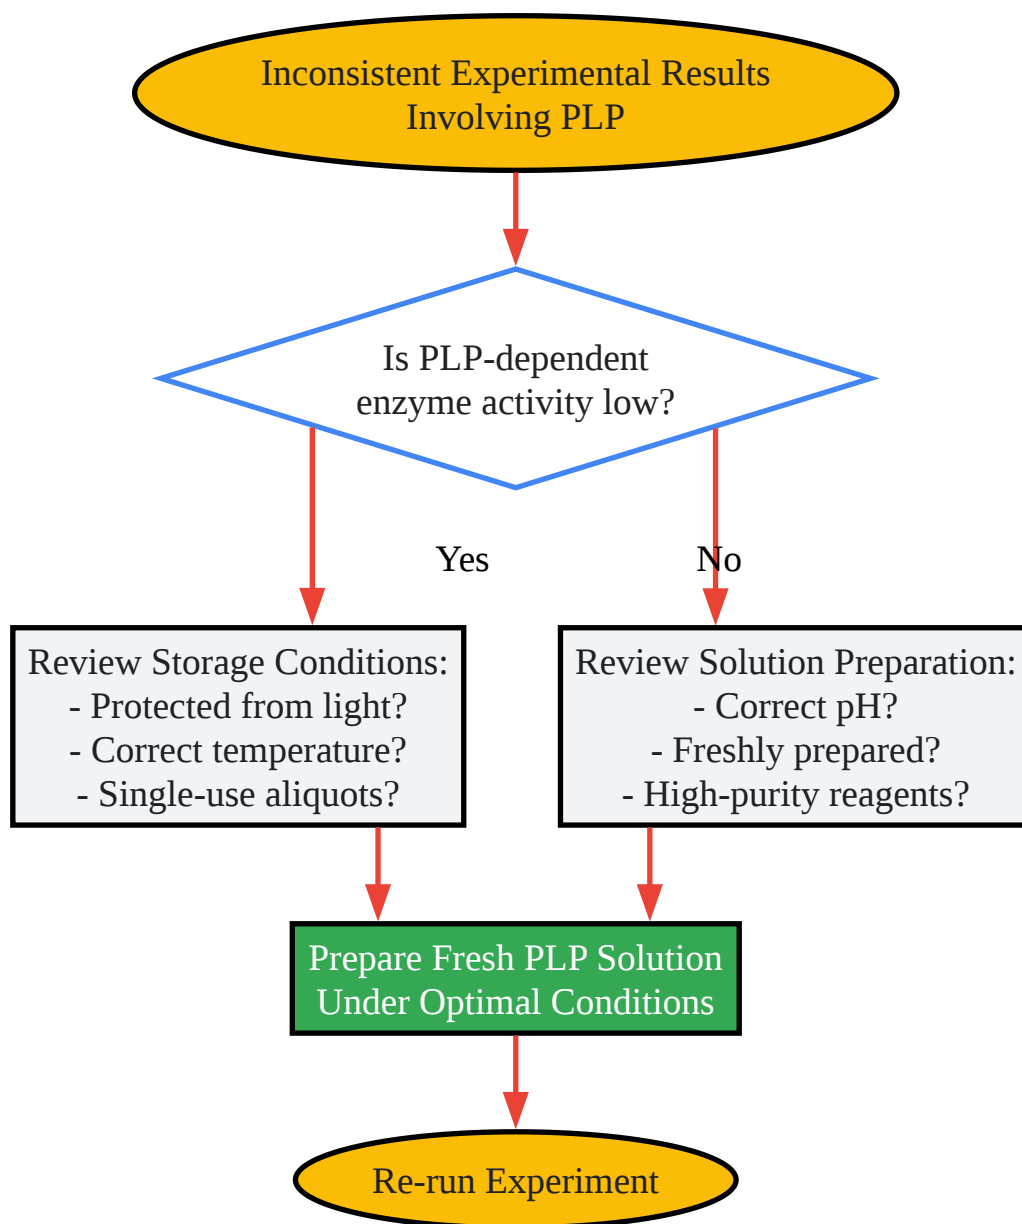 Inconsistent Experimental Results
Involving PLP
Is PLP-dependent
enzyme activity low?
Yes
No
Review Storage Conditions:
- Protected from light?
- Correct temperature?
- Single-use aliquots?
Review Solution Preparation:
- Correct pH?
- Freshly prepared?
- High-purity reagents?
Prepare Fresh PLP Solution
Under Optimal Conditions
Re-run Experiment